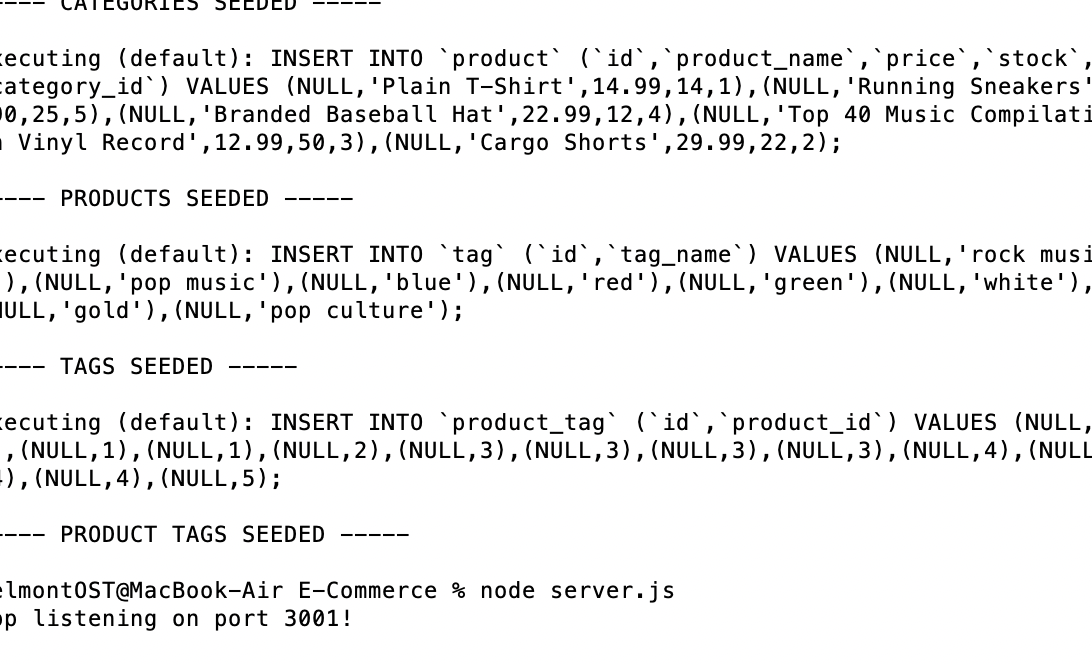 ---- CATEGORIES SEEDED -----
xecuting (default): INSERT INTO `product` (`id`,`product_name`,`price`,`stock`,
category_id`) VALUES (NULL,'Plain T-Shirt',14.99,14,1),(NULL,'Running Sneakers'
90,25,5),(NULL,'Branded Baseball Hat',22.99,12,4),(NULL,'Top 40 Music Compilati
n Vinyl Record',12.99,50,3),(NULL,'Cargo Shorts',29.99,22,2);
---- PRODUCTS SEEDED -----
xecuting (default): INSERT INTO `tag` (`id`,`tag_name`) VALUES (NULL,'rock musi
'),(NULL,'pop music'),(NULL,'blue'),(NULL,'red'),(NULL,'green'),(NULL,'white'),
NULL,'gold'),(NULL,'pop culture');
---- TAGS SEEDED -----
xecuting (default): INSERT INTO `product_tag` (`id`,`product_id`) VALUES (NULL,
),(NULL,1),(NULL,1),(NULL,2),(NULL,3),(NULL,3),(NULL,3),(NULL,3),(NULL,4),(NULL
4),(NULL,4),(NULL,5);
---- PRODUCT TAGS SEEDED -----
elmontOST@MacBook-Air E-Commerce % node server.js
pp listening on port 3001!